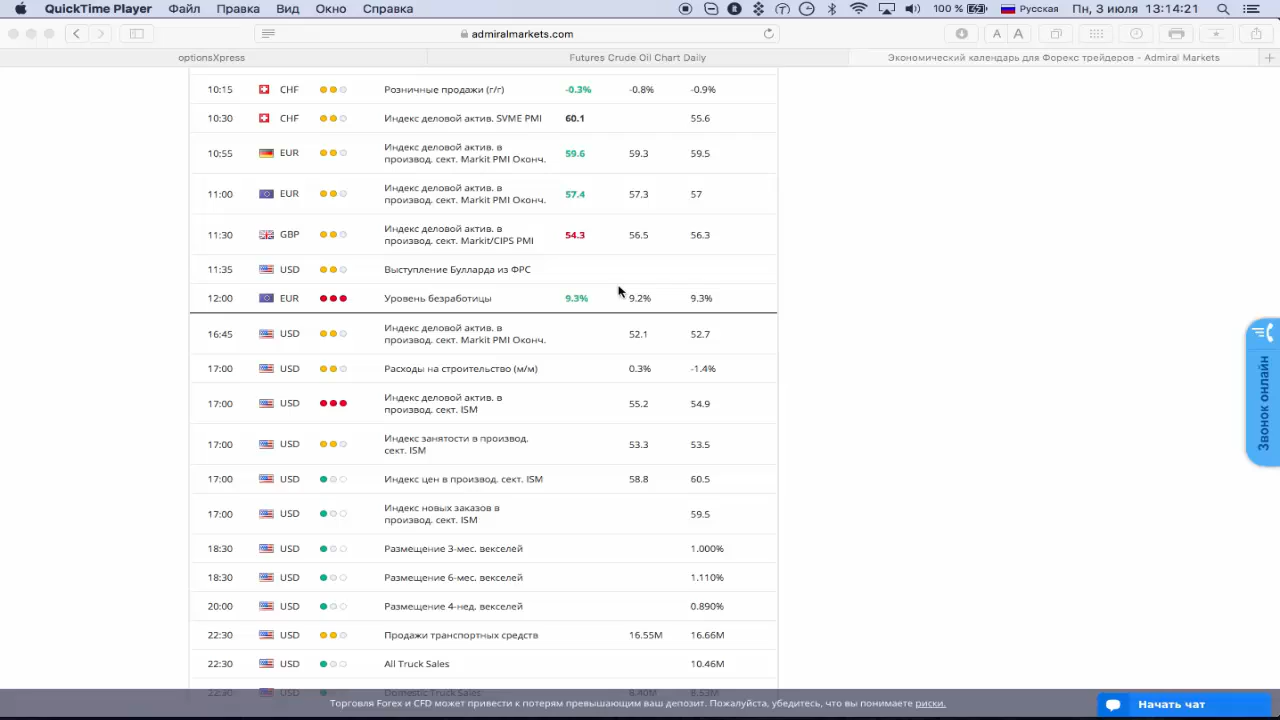 QuickTime Player Файл Правка Вид Окно Справка 100 % Русская Пн, 3 июля 13:14:21
admiralmarkets.com A A
optionsXpress Futures Crude Oil Chart Daily Экономический календарь для Форекс трейдеров - Admiral Markets
10:15 CHF Розничные продажи (г/г) -0.3% -0.8% -0.9%
10:30 CHF Индекс деловой актив. SVME PMI 60.1 55.6
10:55 EUR Индекс деловой актив. в 59.6 59.3 59.5
производ. сект. Markit PMI Оконч.
11:00 EUR Индекс деловой актив. в 57.4 57.3 57
производ. сект. Markit PMI Оконч.
11:30 GBP Индекс деловой актив. в 54.3 56.5 56.3
производ. сект. Markit/CIPS PMI
11:35 USD Выступление Булларда из ФРС
12:00 EUR Уровень безработицы 9.3% 9.2% 9.3%
16:45 USD Индекс деловой актив. в 52.1 52.7
производ. сект. Markit PMI Оконч.
17:00 USD Расходы на строительство (м/м) 0.3% -1.4%
17:00 USD Индекс деловой актив. в 55.2 54.9
производ. сект. ISM
17:00 USD Индекс занятости в производ. 53.3 53.5
сект. ISM
17:00 USD Индекс цен в производ. сект. ISM 58.8 60.5
17:00 USD Индекс новых заказов в 59.5
производ. сект. ISM
18:30 USD Размещение 3-мес. векселей 1.000%
18:30 USD Размещение 6-мес. векселей 1.110%
20:00 USD Размещение 4-нед. векселей 0.890%
22:30 USD Продажи транспортных средств 16.55M 16.66M
22:30 USD All Truck Sales 10.46M
22:30 USD Domestic Truck Sales 8.40M 8.53M
Торговля Forex и CFD может привести к потерям превышающим ваш депозит. Пожалуйста, убедитесь, что вы понимаете риски.
Звонок онлайн
Начать чат